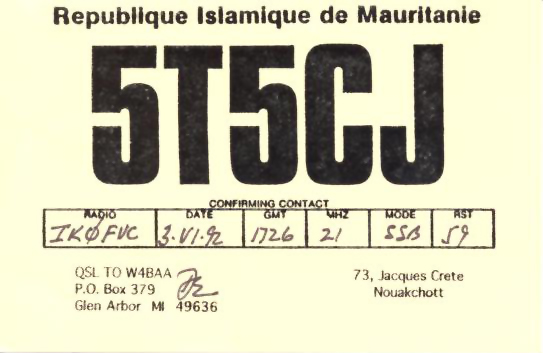 Republique Islamique de Mauritanie
5T5CJ
CONFIRMING CONTACT
RADIO DATE GMT MHZ MODE RST
IKØFVC 3.VI.92 1726 21 SSB 59
QSL TO W4BAA
P.O. Box 379
Glen Arbor MI 49636
73, Jacques Crete
Nouakchott